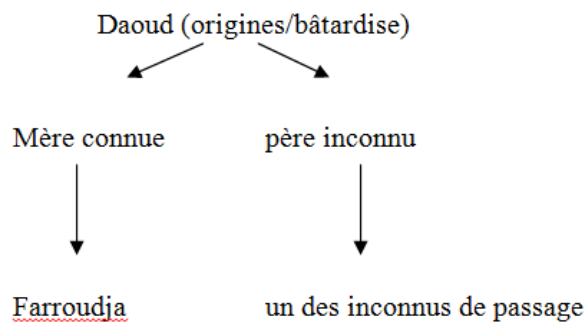 Daoud (origines/bâtardise)
Mère connue père inconnu
Farroudja un des inconnus de passage